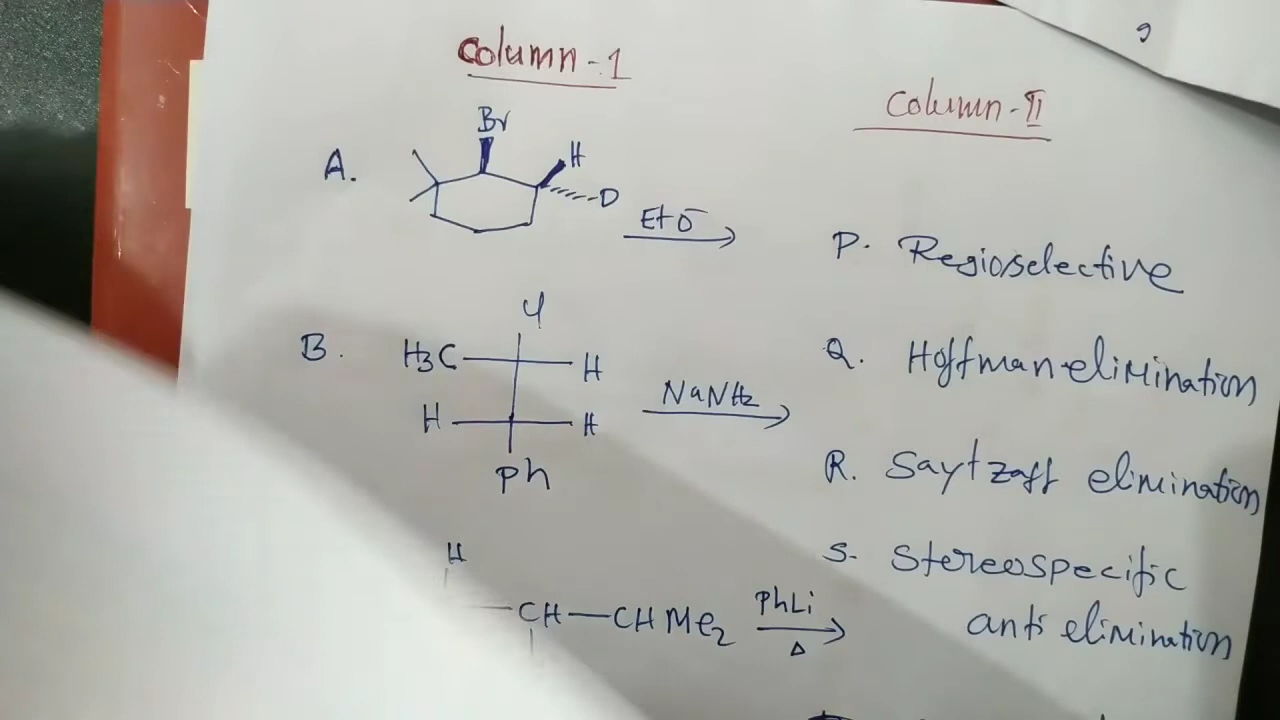 Column-1
Column-II
A.
Br
H
D
EtO⁻
P. Regioselective
B.
H3C
H
H
H
Ph
NaNH2
Q. Hoffman elimination
R. Saytzaff elimination
H
CH—CHMe2
PhLi
Δ
S- Stereospecific
anti elimination